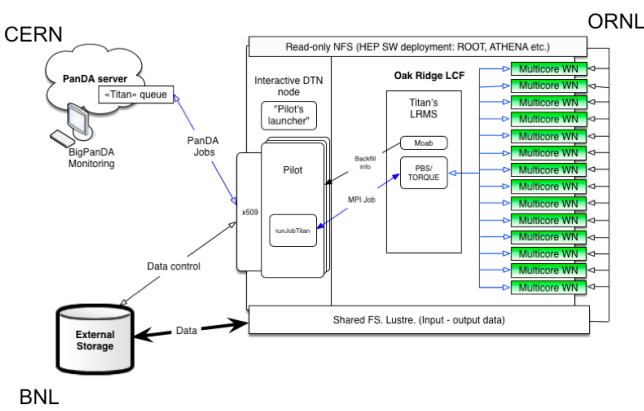 CERN
ORNL
Read-only NFS (HEP SW deployment: ROOT, ATHENA etc.)
PanDA server
«Titan» queue
BigPanDA
Monitoring
PanDA
Jobs
Interactive DTN
node
"Pilot's
launcher"
Pilot
x509
runJobTitan
Backfill
info
MPI Job
Oak Ridge LCF
Titan's
LRMS
Moab
PBS/
TORQUE
Multicore WN
Multicore WN
Multicore WN
Multicore WN
Multicore WN
Multicore WN
Multicore WN
Multicore WN
Multicore WN
Multicore WN
Multicore WN
Multicore WN
Multicore WN
Multicore WN
Data control
External
Storage
Data
Shared FS. Lustre. (Input - output data)
BNL